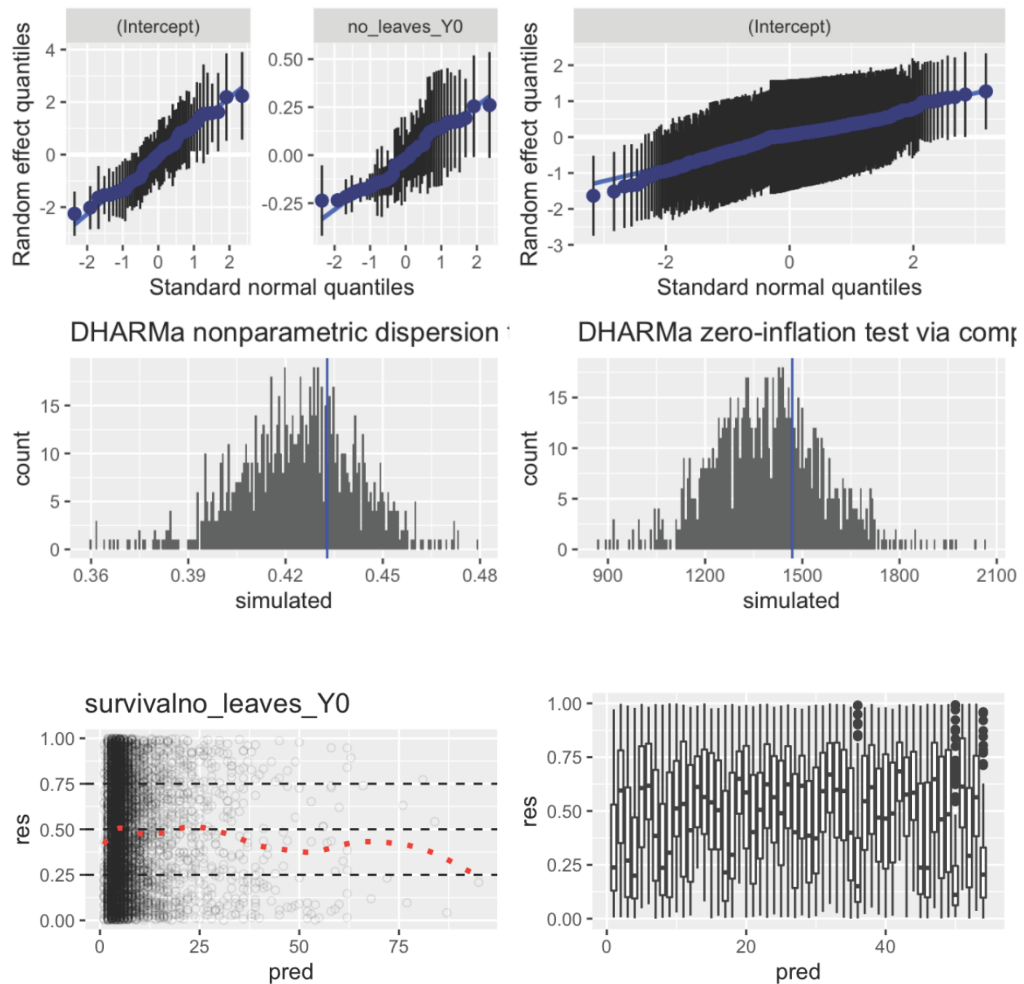 (Intercept)
no_leaves_Y0
(Intercept)
Random effect quantiles
4
2
0
-2
0.50
0.25
0.00
-0.25
Random effect quantiles
2
1
0
-1
-2
-3
-2 -1 0 1 2
-2 -1 0 1 2
-2 0 2
Standard normal quantiles
Standard normal quantiles
DHARMa nonparametric dispersion
DHARMa zero-inflation test via comp
count
15
10
5
0
count
15
10
5
0
0.36 0.39 0.42 0.45 0.48
900 1200 1500 1800 2100
simulated
simulated
survivalno_leaves_Y0
res
1.00
0.75
0.50
0.25
0.00
res
1.00
0.75
0.50
0.25
0.00
0 25 50 75
0 20 40
pred
pred